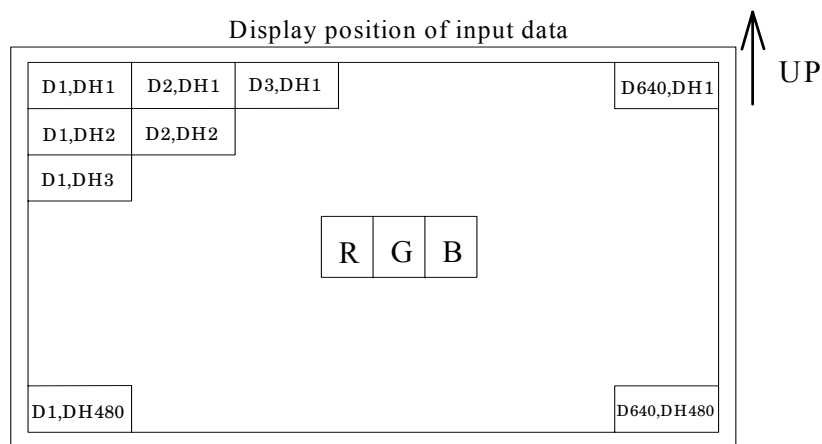 Display position of input data
UP
D1,DH1 D2,DH1 D3,DH1 D640,DH1
D1,DH2 D2,DH2
D1,DH3
R G B
D1,DH480 D640,DH480